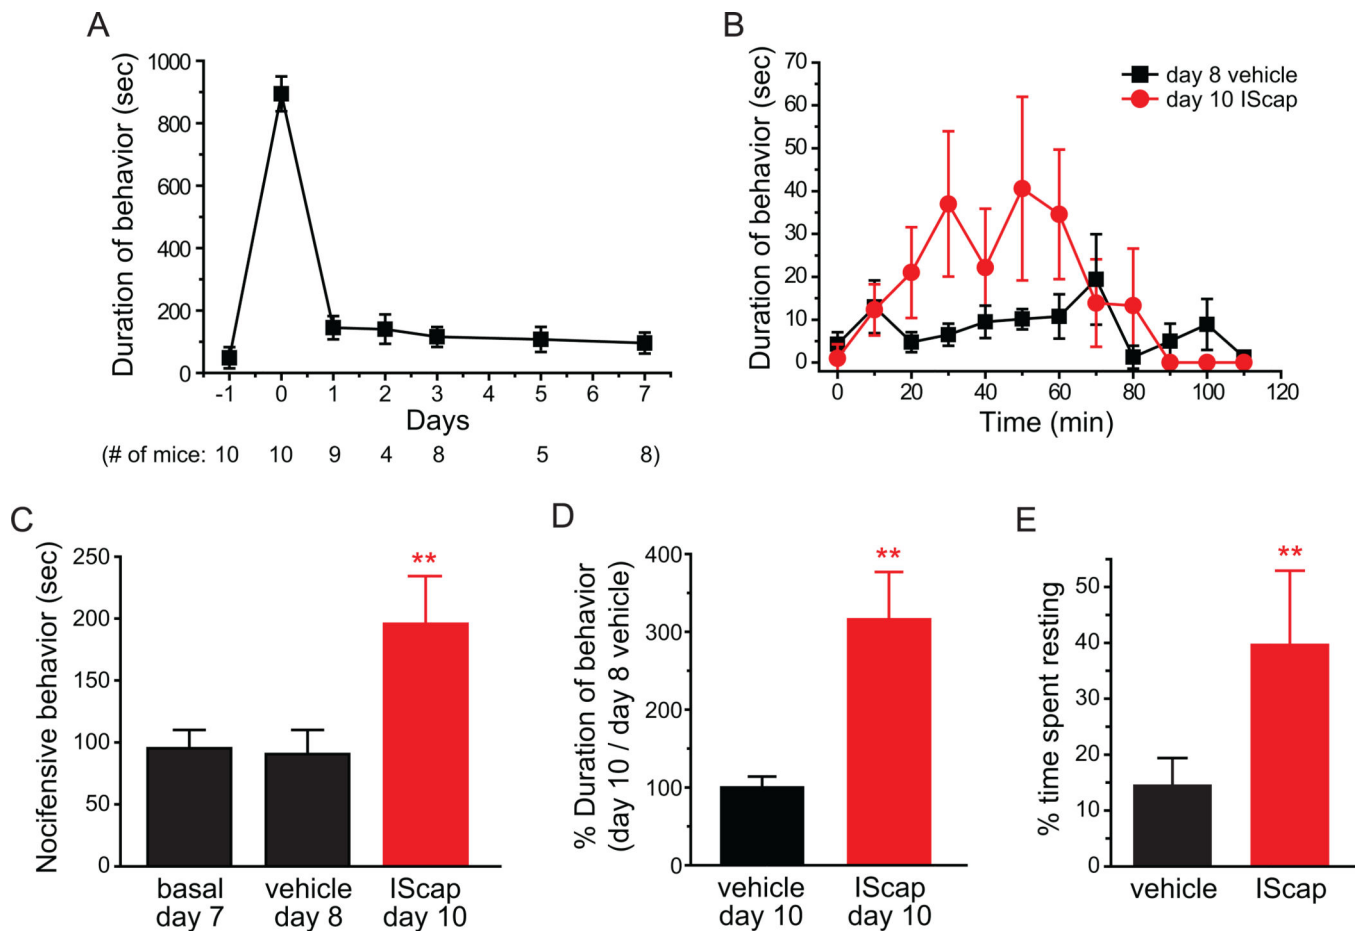 A
Duration of behavior (sec)
1000
800
600
400
200
0
-1 0 1 2 3 4 5 6 7
Days
(# of mice: 10 10 9 4 8 5 8)
B
Duration of behavior (sec)
70
60
50
40
30
20
10
0
day 8 vehicle
day 10 IScap
0 20 40 60 80 100 120
Time (min)
C
Nocifensive behavior (sec)
250
200
150
100
50
0
**
basal
day 7
vehicle
day 8
IScap
day 10
D
% Duration of behavior
(day 10 / day 8 vehicle)
400
300
200
100
0
**
vehicle
day 10
IScap
day 10
E
% time spent resting
50
40
30
20
10
0
**
vehicle
IScap